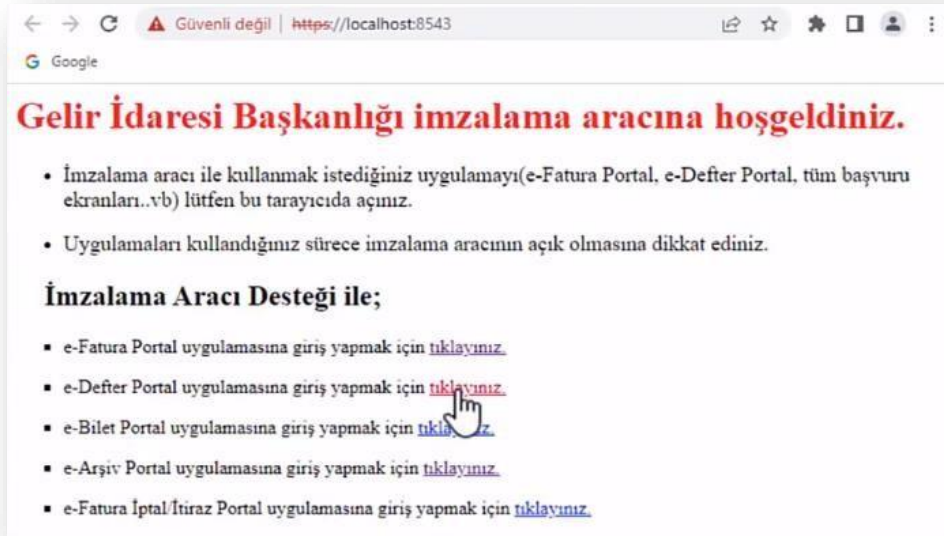 Güvenli değil | https://localhost:8543
Google
Gelir İdaresi Başkanlığı imzalama aracına hoşgeldiniz.
• İmzalama aracı ile kullanmak istediğiniz uygulamayı(e-Fatura Portal, e-Defter Portal, tüm başvuru
ekranları..vb) lütfen bu tarayıcıda açınız.
• Uygulamaları kullandığınız sürece imzalama aracının açık olmasına dikkat ediniz.
İmzalama Aracı Desteği ile;
▪ e-Fatura Portal uygulamasına giriş yapmak için tıklayınız.
▪ e-Defter Portal uygulamasına giriş yapmak için tıklayınız.
▪ e-Bilet Portal uygulamasına giriş yapmak için tıklayınız.
▪ e-Arşiv Portal uygulamasına giriş yapmak için tıklayınız.
▪ e-Fatura İptal/İtiraz Portal uygulamasına giriş yapmak için tıklayınız.